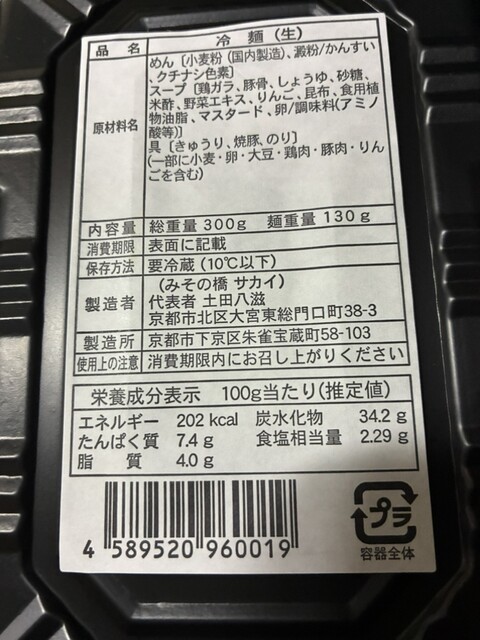 品名 冷麺(生)
原材料名 めん〔小麦粉(国内製造)、澱粉/かんすい
、クチナシ色素〕
スープ〔鶏ガラ、豚骨、しょうゆ、砂糖、
米酢、野菜エキス、りんご、昆布、食用植
物油脂、マスタード、卵/調味料(アミノ
酸等)〕
具〔きゅうり、焼豚、のり〕
(一部に小麦・卵・大豆・鶏肉・豚肉・りん
ごを含む)
内容量 総重量300g 麺重量130g
消費期限 表面に記載
保存方法 要冷蔵(10℃以下)
製造者 (みその橋 サカイ)
代表者 土田八滋
京都市北区大宮東総門口町38-3
製造所 京都市下京区朱雀宝蔵町58-103
使用上の注意 消費期限内にお召し上がりください
栄養成分表示 100g当たり(推定値)
エネルギー 202 kcal 炭水化物 34.2 g
たんぱく質 7.4 g 食塩相当量 2.29 g
脂質 4.0 g
4 589520 960019
プラ
容器全体